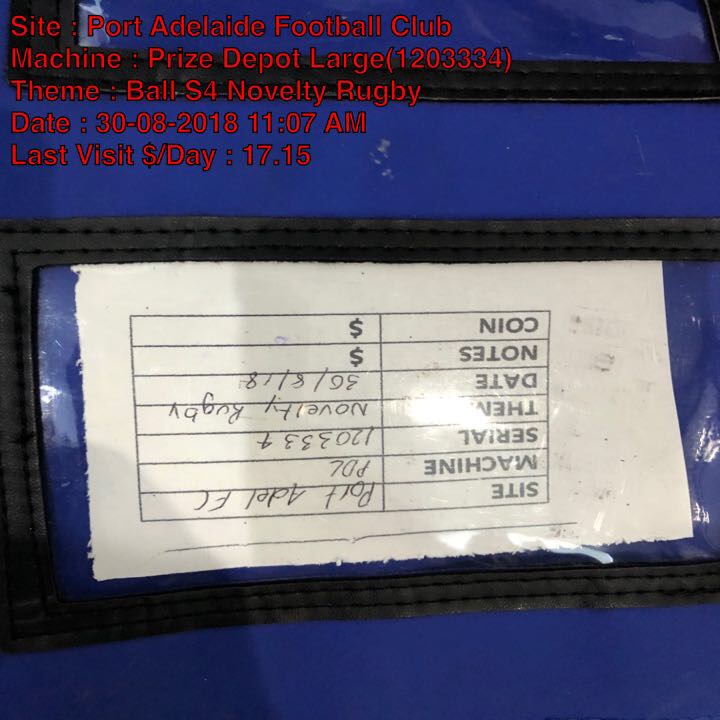 Site : Port Adelaide Football Club
Machine : Prize Depot Large(1203334)
Theme : Ball S4 Novelty Rugby
Date : 30-08-2018 11:07 AM
Last Visit $/Day : 17.15
SITE Port Adel FC
MACHINE PDL
SERIAL 1203334
THEME Novelty Rugby
DATE 30/8/18
NOTES $
COIN $